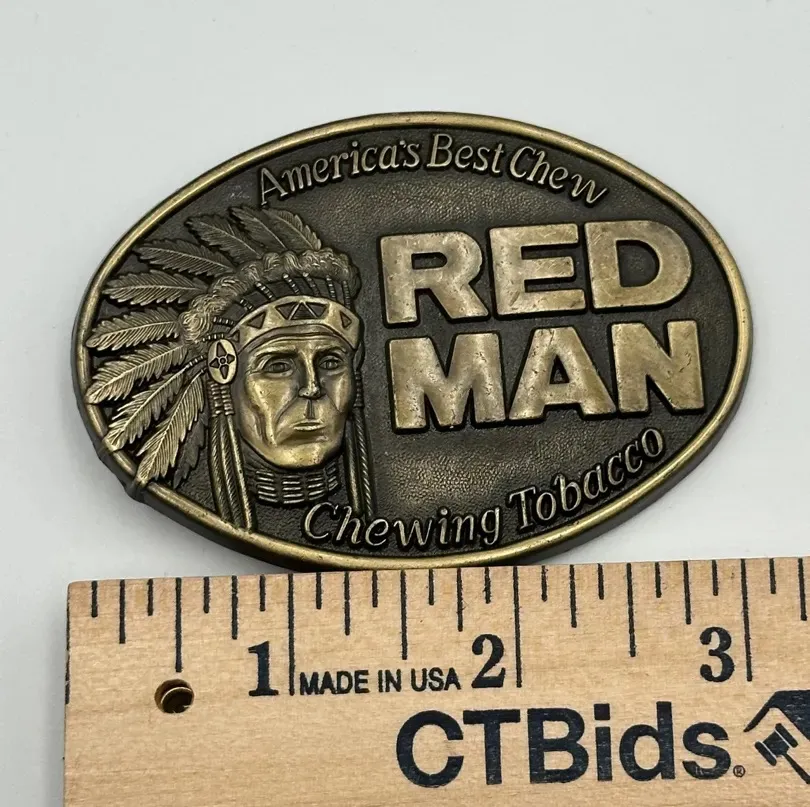 America's Best Chew
RED
MAN
Chewing Tobacco
1 MADE IN USA 2 3
CTBids.®